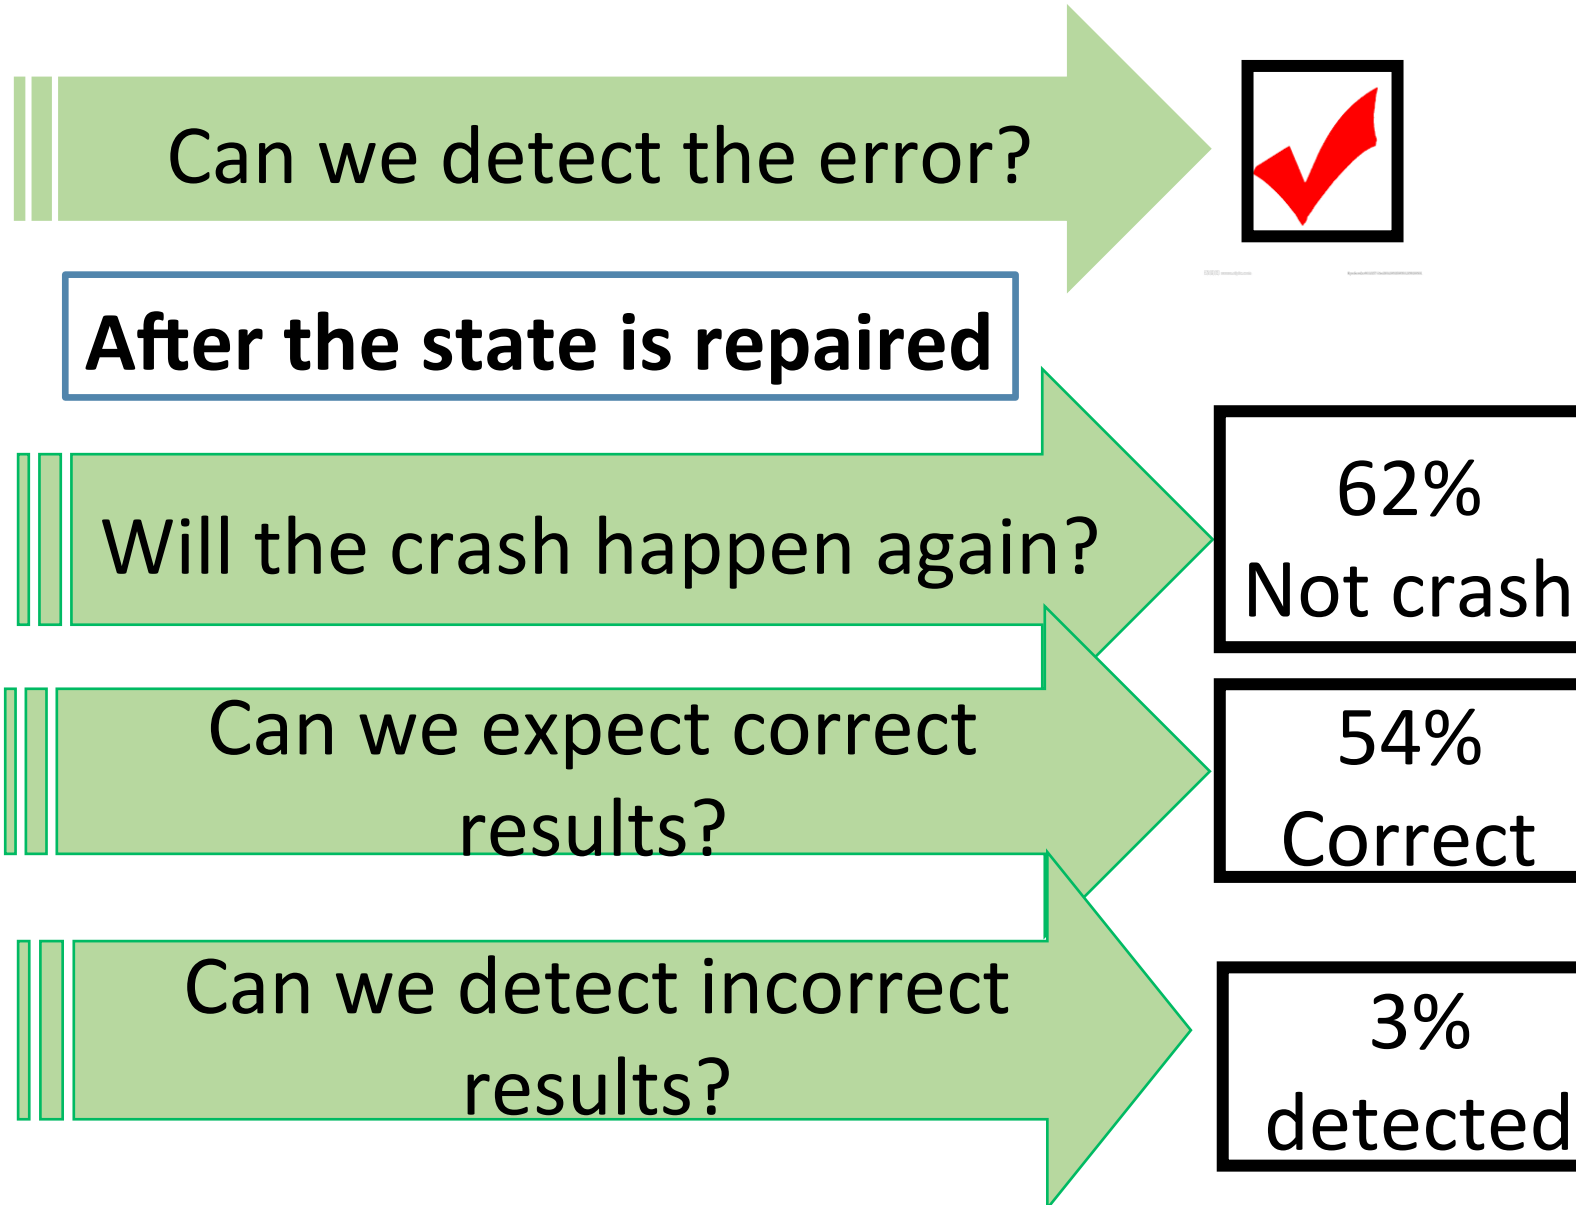 Can we detect the error?
After the state is repaired
Will the crash happen again?
62%
Not crash
Can we expect correct
results?
54%
Correct
Can we detect incorrect
results?
3%
detected